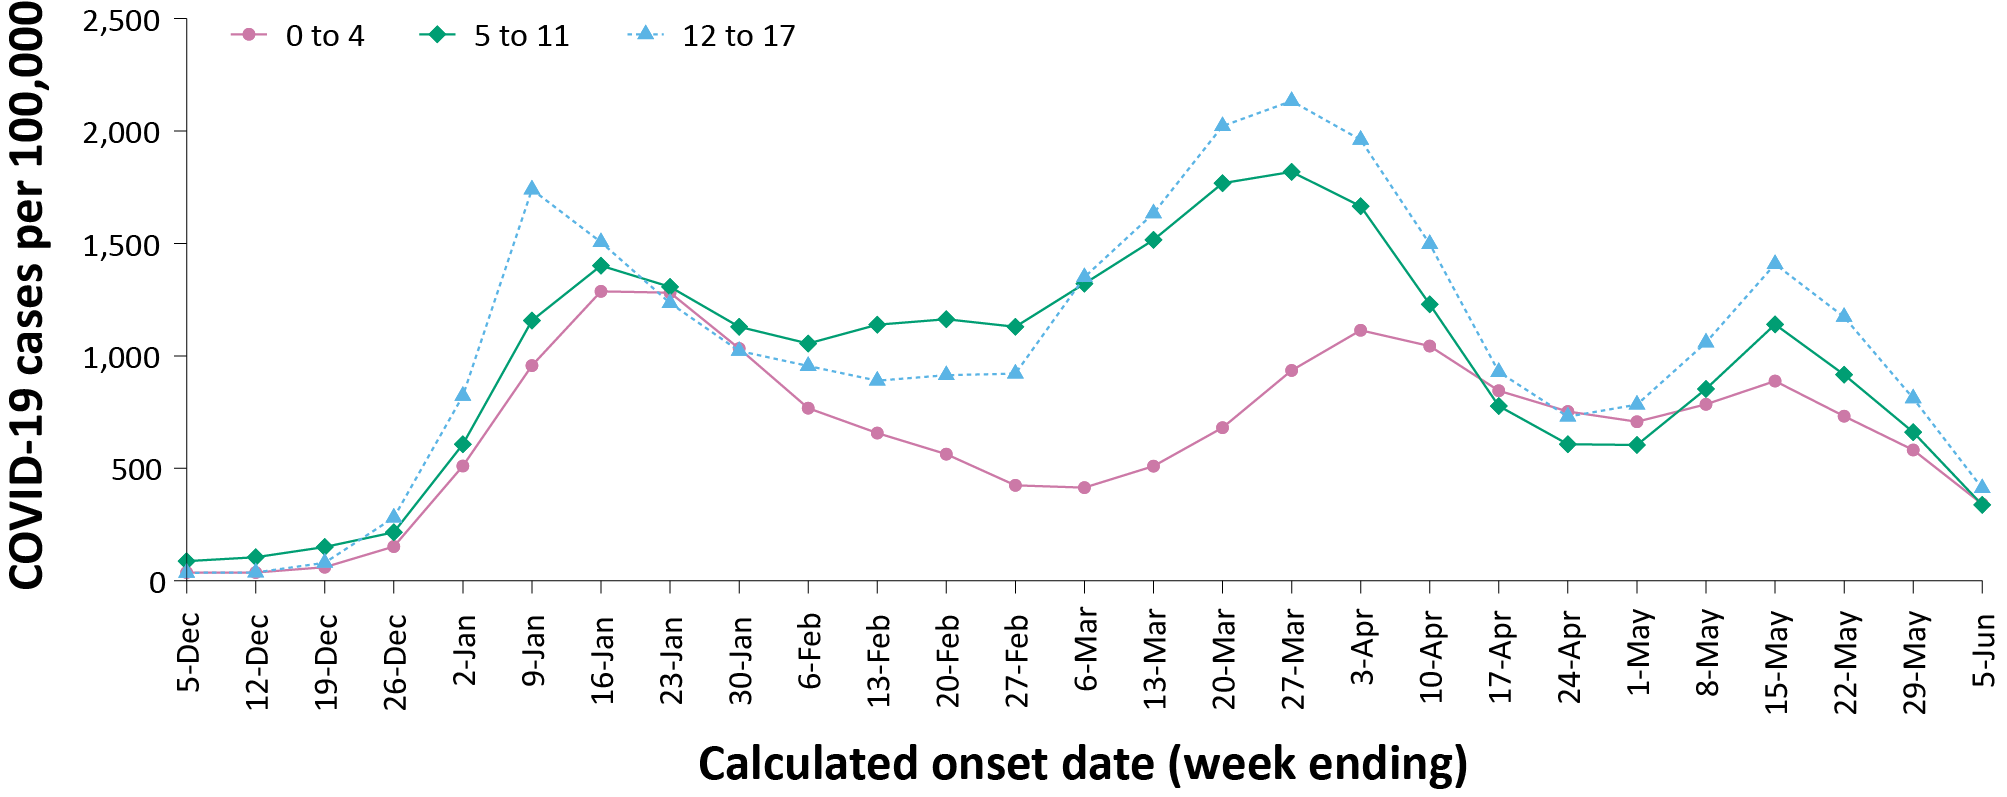 COVID-19 cases per 100,000
2,500
2,000
1,500
1,000
500
0
0 to 4
5 to 11
12 to 17
5-Dec
12-Dec
19-Dec
26-Dec
2-Jan
9-Jan
16-Jan
23-Jan
30-Jan
6-Feb
13-Feb
20-Feb
27-Feb
6-Mar
13-Mar
20-Mar
27-Mar
3-Apr
10-Apr
17-Apr
24-Apr
1-May
8-May
15-May
22-May
29-May
5-Jun
Calculated onset date (week ending)